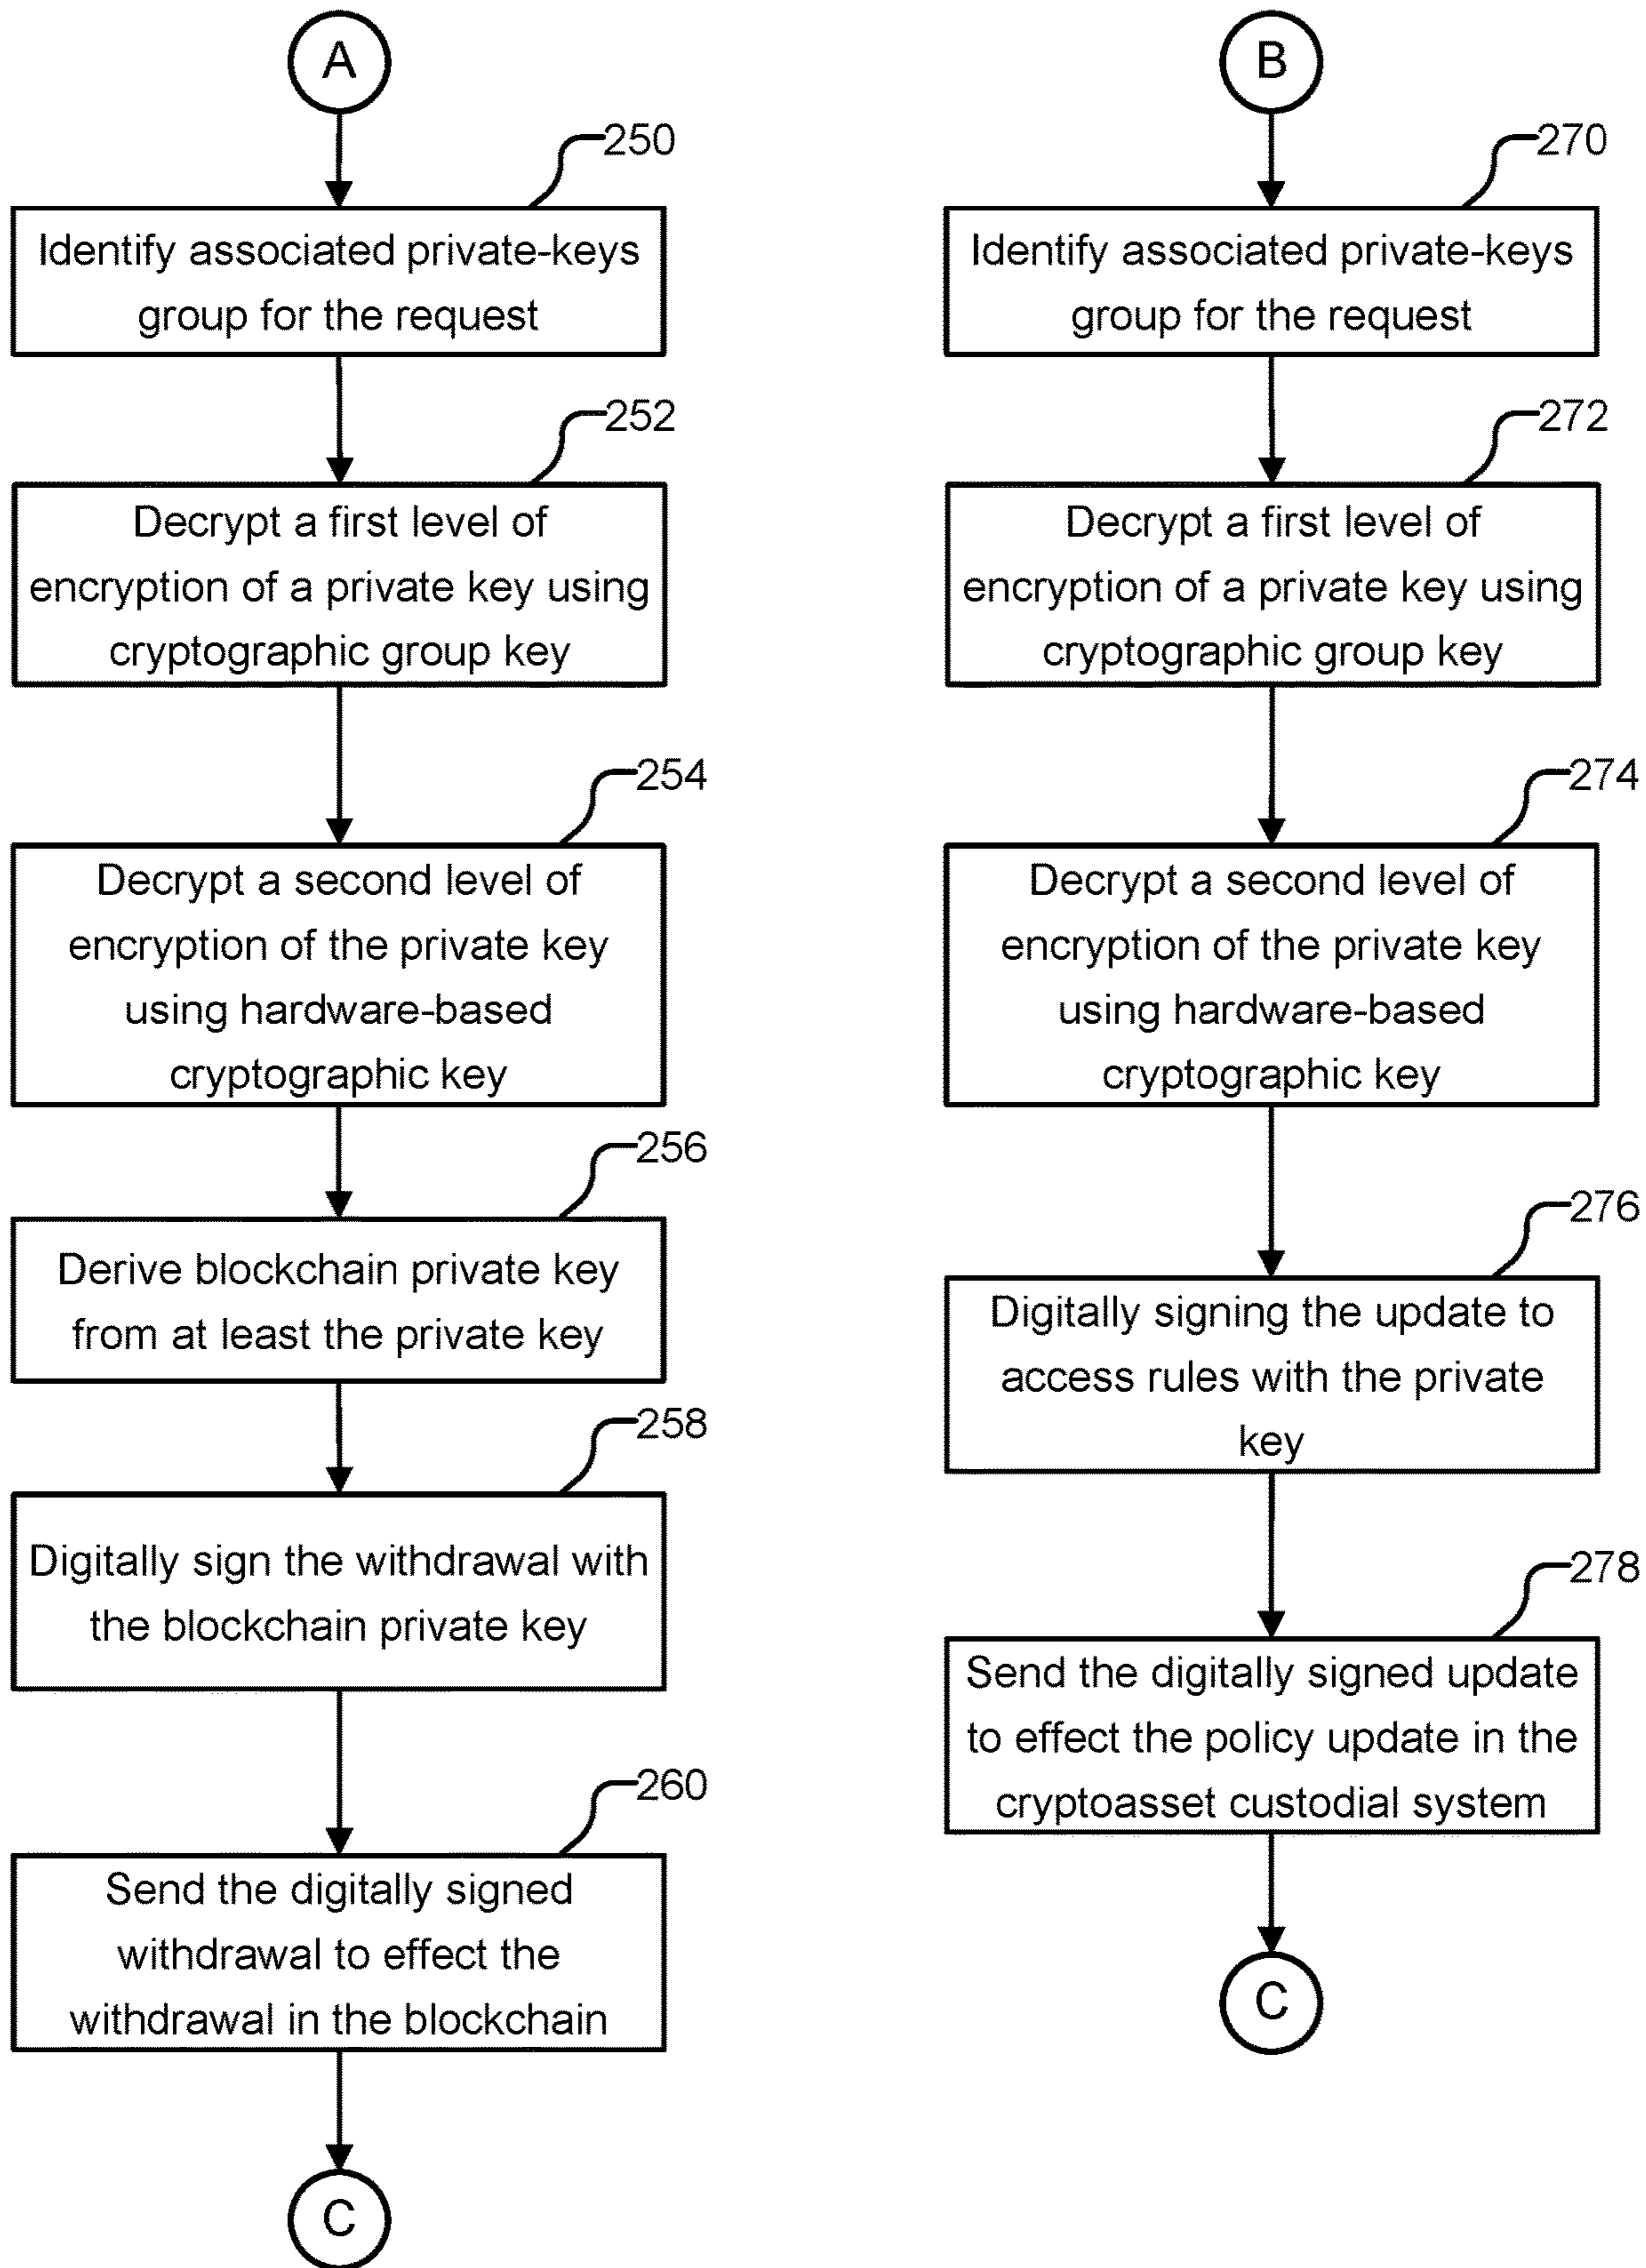 A
250
Identify associated private-keys
group for the request
252
Decrypt a first level of
encryption of a private key using
cryptographic group key
254
Decrypt a second level of
encryption of the private key
using hardware-based
cryptographic key
256
Derive blockchain private key
from at least the private key
258
Digitally sign the withdrawal with
the blockchain private key
260
Send the digitally signed
withdrawal to effect the
withdrawal in the blockchain
C
B
270
Identify associated private-keys
group for the request
272
Decrypt a first level of
encryption of a private key using
cryptographic group key
274
Decrypt a second level of
encryption of the private key
using hardware-based
cryptographic key
276
Digitally signing the update to
access rules with the private
key
278
Send the digitally signed update
to effect the policy update in the
cryptoasset custodial system
C